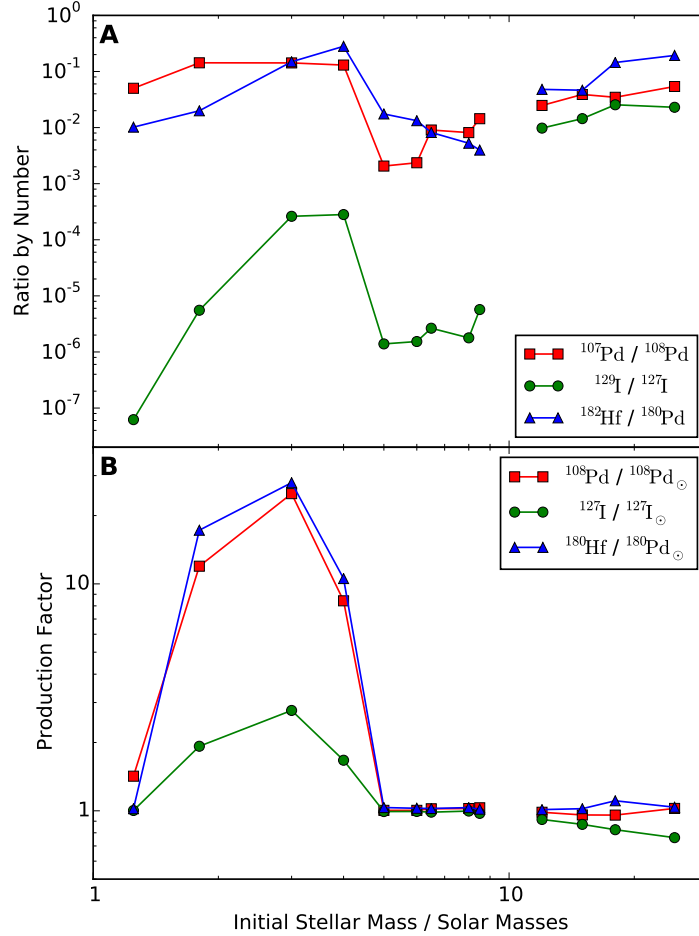 A
10⁰
10⁻¹
10⁻²
10⁻³
10⁻⁴
10⁻⁵
10⁻⁶
10⁻⁷
Ratio by Number
¹⁰⁷Pd / ¹⁰⁸Pd
¹²⁹I / ¹²⁷I
¹⁸²Hf / ¹⁸⁰Pd
B
¹⁰⁸Pd / ¹⁰⁸Pd☉
¹²⁷I / ¹²⁷I☉
¹⁸⁰Hf / ¹⁸⁰Pd☉
10
1
Production Factor
1 10
Initial Stellar Mass / Solar Masses